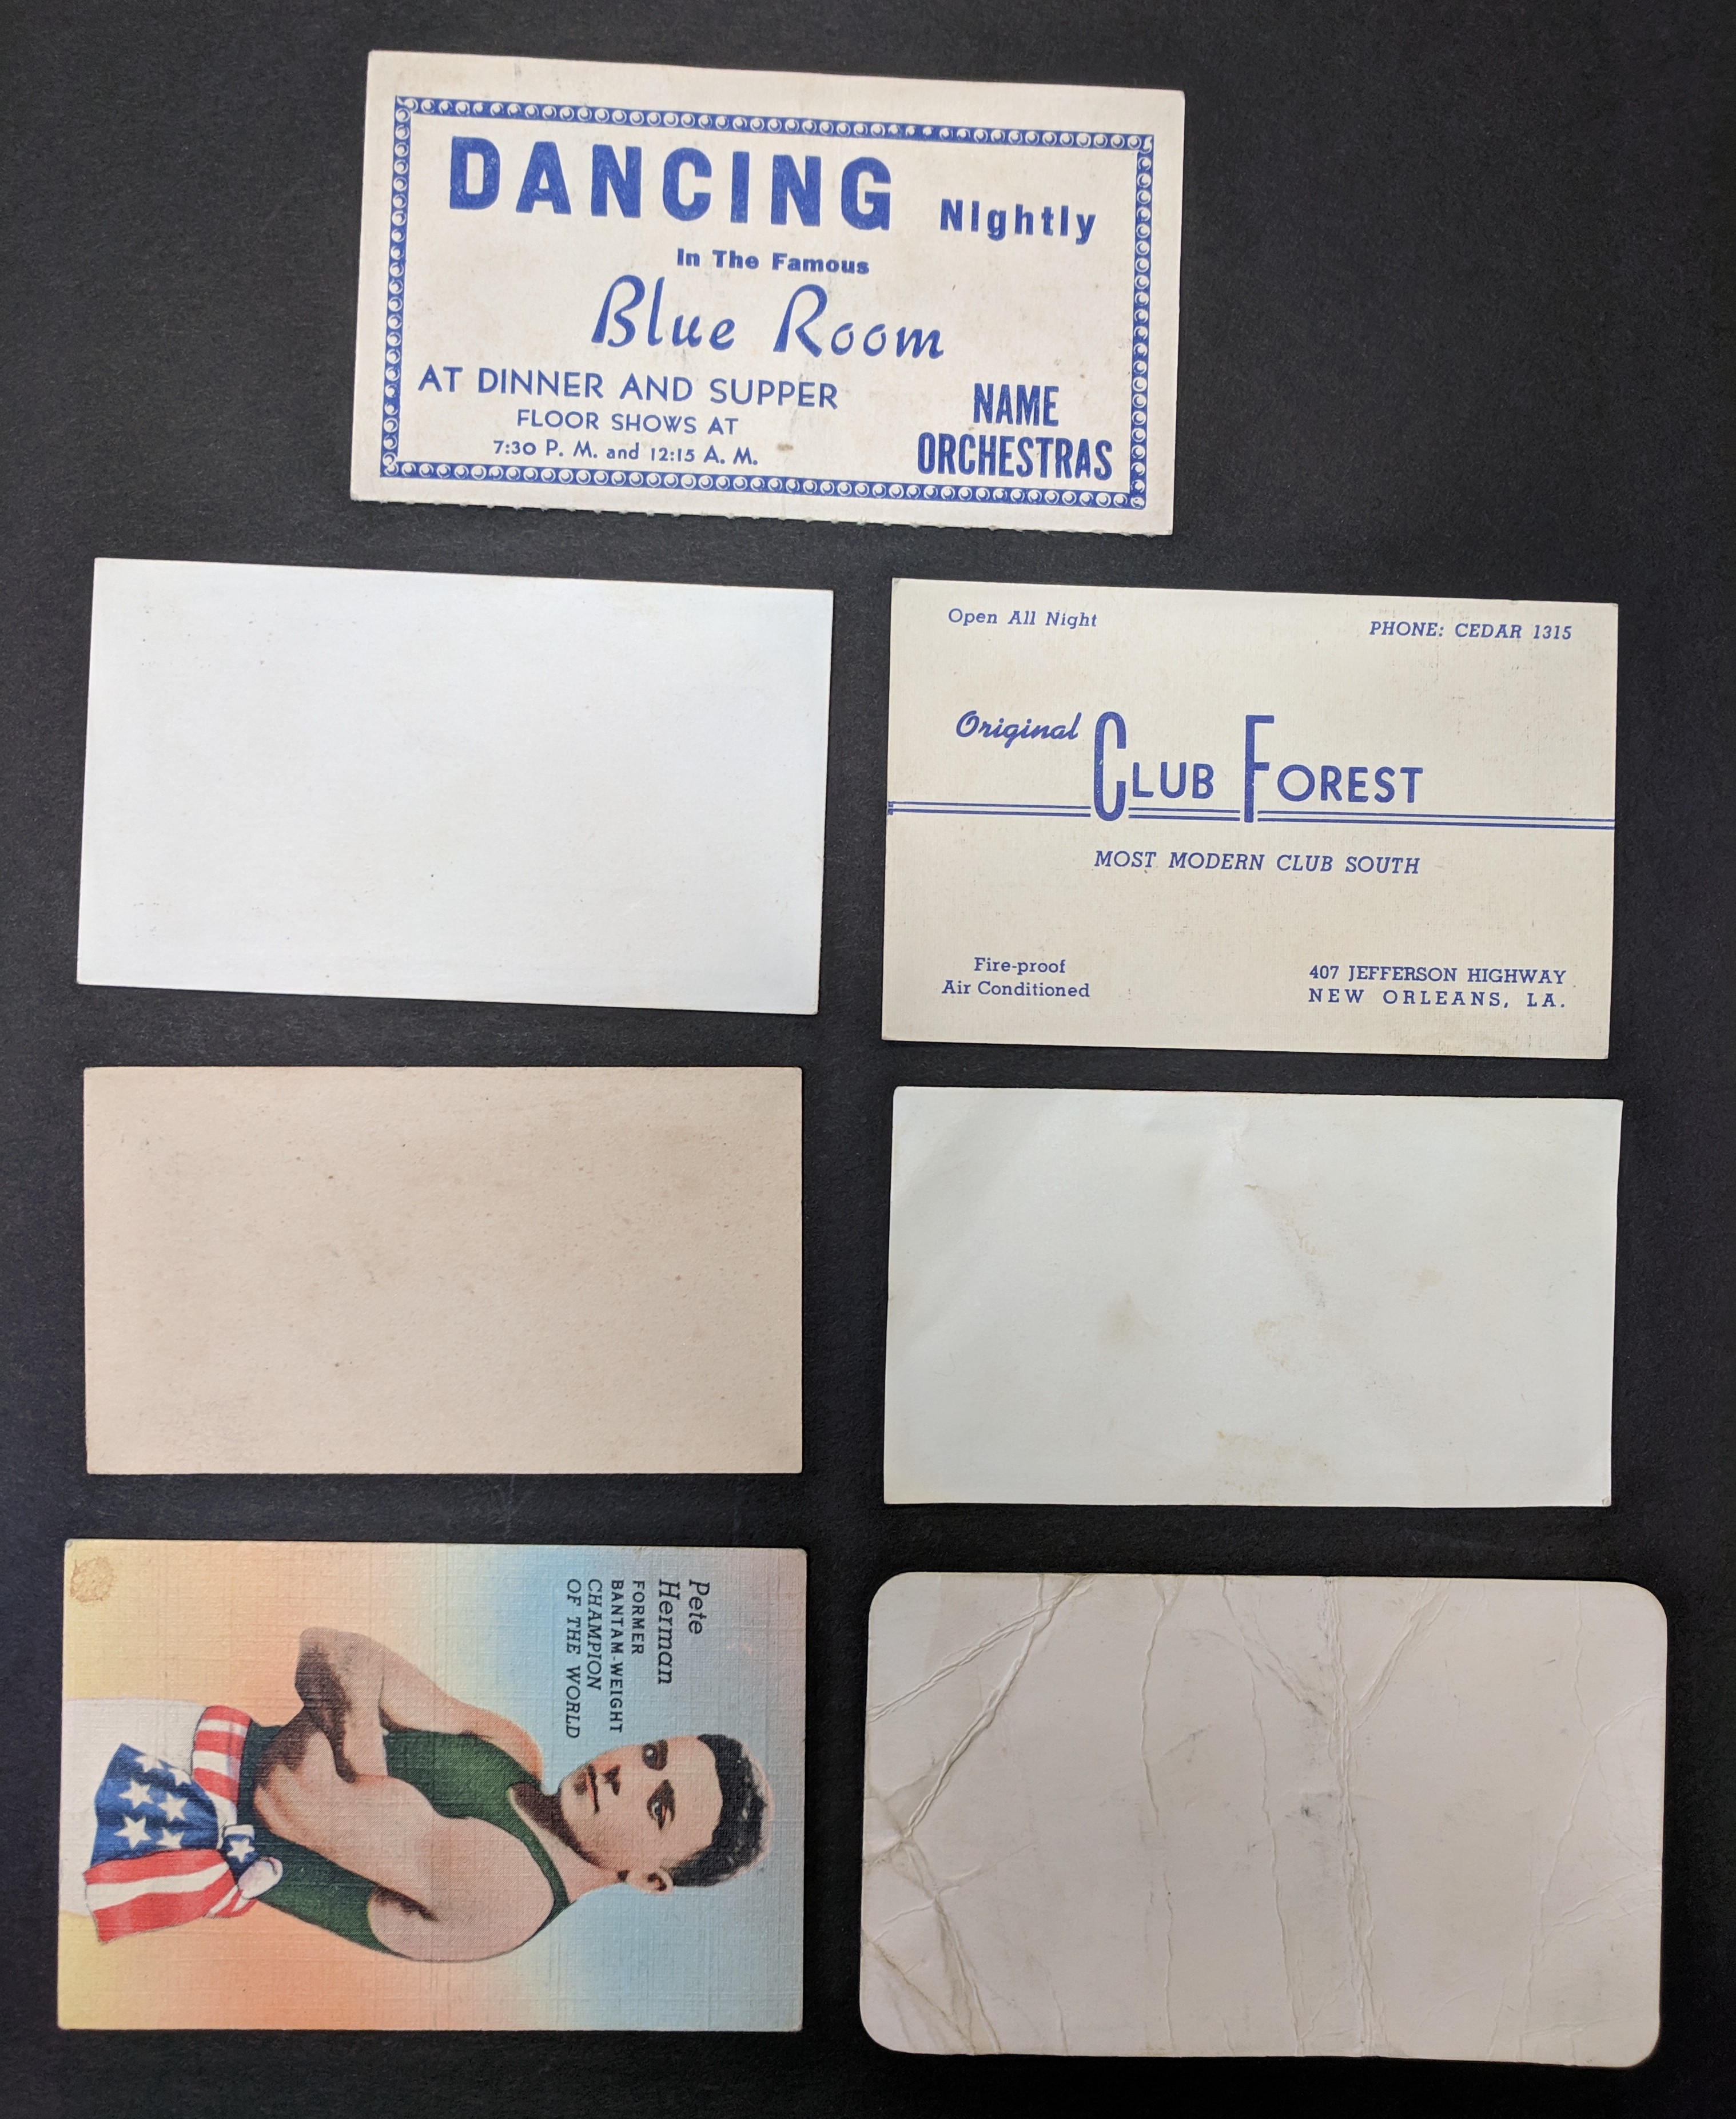 DANCING Nightly
In The Famous
Blue Room
AT DINNER AND SUPPER
FLOOR SHOWS AT
7:30 P. M. and 12:15 A. M.
NAME
ORCHESTRAS
Open All Night
PHONE: CEDAR 1315
Original CLUB FOREST
MOST MODERN CLUB SOUTH
Fire-proof
Air Conditioned
407 JEFFERSON HIGHWAY
NEW ORLEANS, LA.
Pete
Herman
FORMER
BANTAM-WEIGHT
CHAMPION
OF THE WORLD